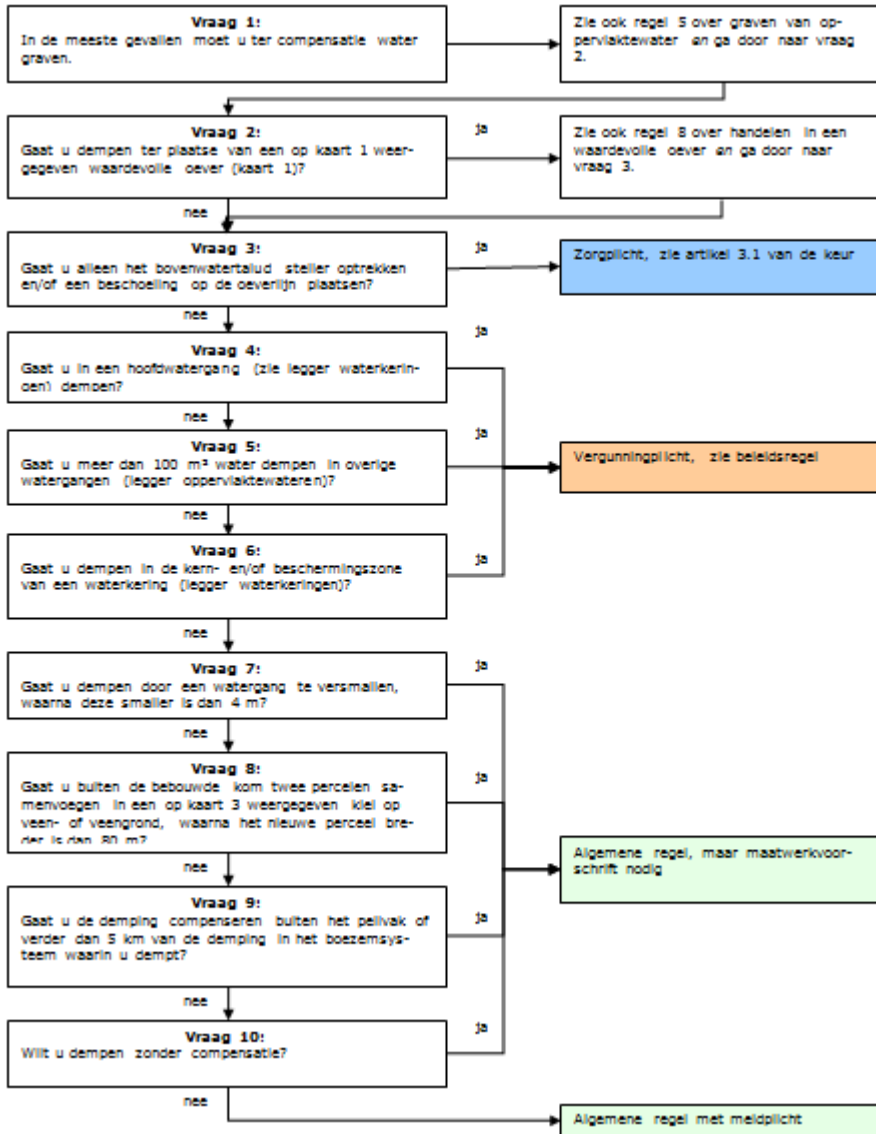 Vraag 1:
In de meeste gevallen moet u ter compensatie water
graven.
Zie ook regel 5 over graven van op-
pervlaktewater en ga door naar vraag
2.
Vraag 2:
Gaat u dempen ter plaatse van een op kaart 1 weer-
gegeven waardevolle oever (kaart 1)?
ja
Zie ook regel 8 over handelen in een
waardevolle oever en ga door naar
vraag 3.
nee
Vraag 3:
Gaat u alleen het bovenwatertalud steiler optrekken
en/of een beschoeiing op de oeverlijn plaatsen?
ja
Zorgplicht, zie artikel 3.1 van de keur
nee
Vraag 4:
Gaat u in een hoofdwatergang (zie legger waterkerin-
gen) dempen?
ja
nee
Vraag 5:
Gaat u meer dan 100 m² water dempen in overige
watergangen (legger oppervlaktewateren)?
ja
Vergunningplicht, zie beleidsregel
nee
Vraag 6:
Gaat u dempen in de kern- en/of beschermingszone
van een waterkering (legger waterkeringen)?
ja
nee
Vraag 7:
Gaat u dempen door een watergang te versmallen,
waarna deze smaller is dan 4 m?
ja
nee
Vraag 8:
Gaat u buiten de bebouwde kom twee percelen sa-
menvoegen in een op kaart 3 weergegeven klei op
veen- of veengrond, waarna het nieuwe perceel bre-
der is dan 80 m?
ja
Algemene regel, maar maatwerkvoor-
schrift nodig
nee
Vraag 9:
Gaat u de demping compenseren buiten het peilvak of
verder dan 5 km van de demping in het boezemsys-
teem waarin u dempt?
ja
nee
Vraag 10:
Wilt u dempen zonder compensatie?
ja
nee
Algemene regel met meldplicht